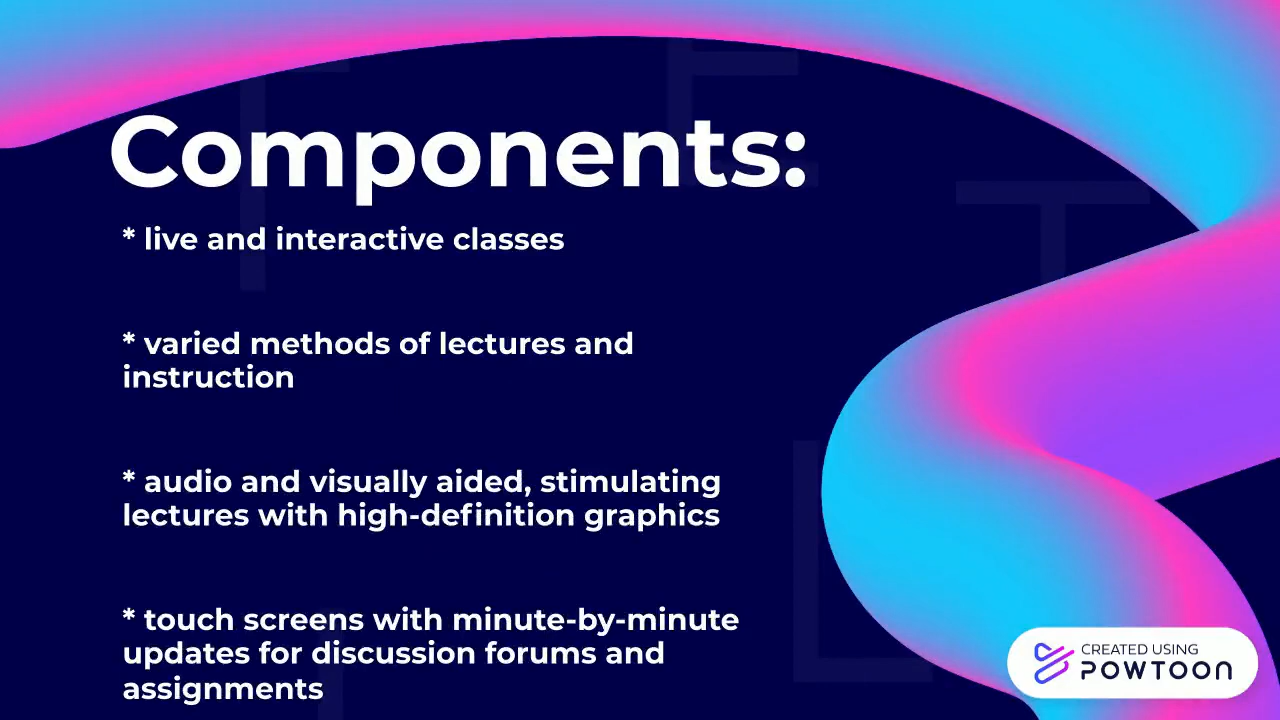 Components:
* live and interactive classes
* varied methods of lectures and
instruction
* audio and visually aided, stimulating
lectures with high-definition graphics
* touch screens with minute-by-minute
updates for discussion forums and
assignments
CREATED USING
POWTOON